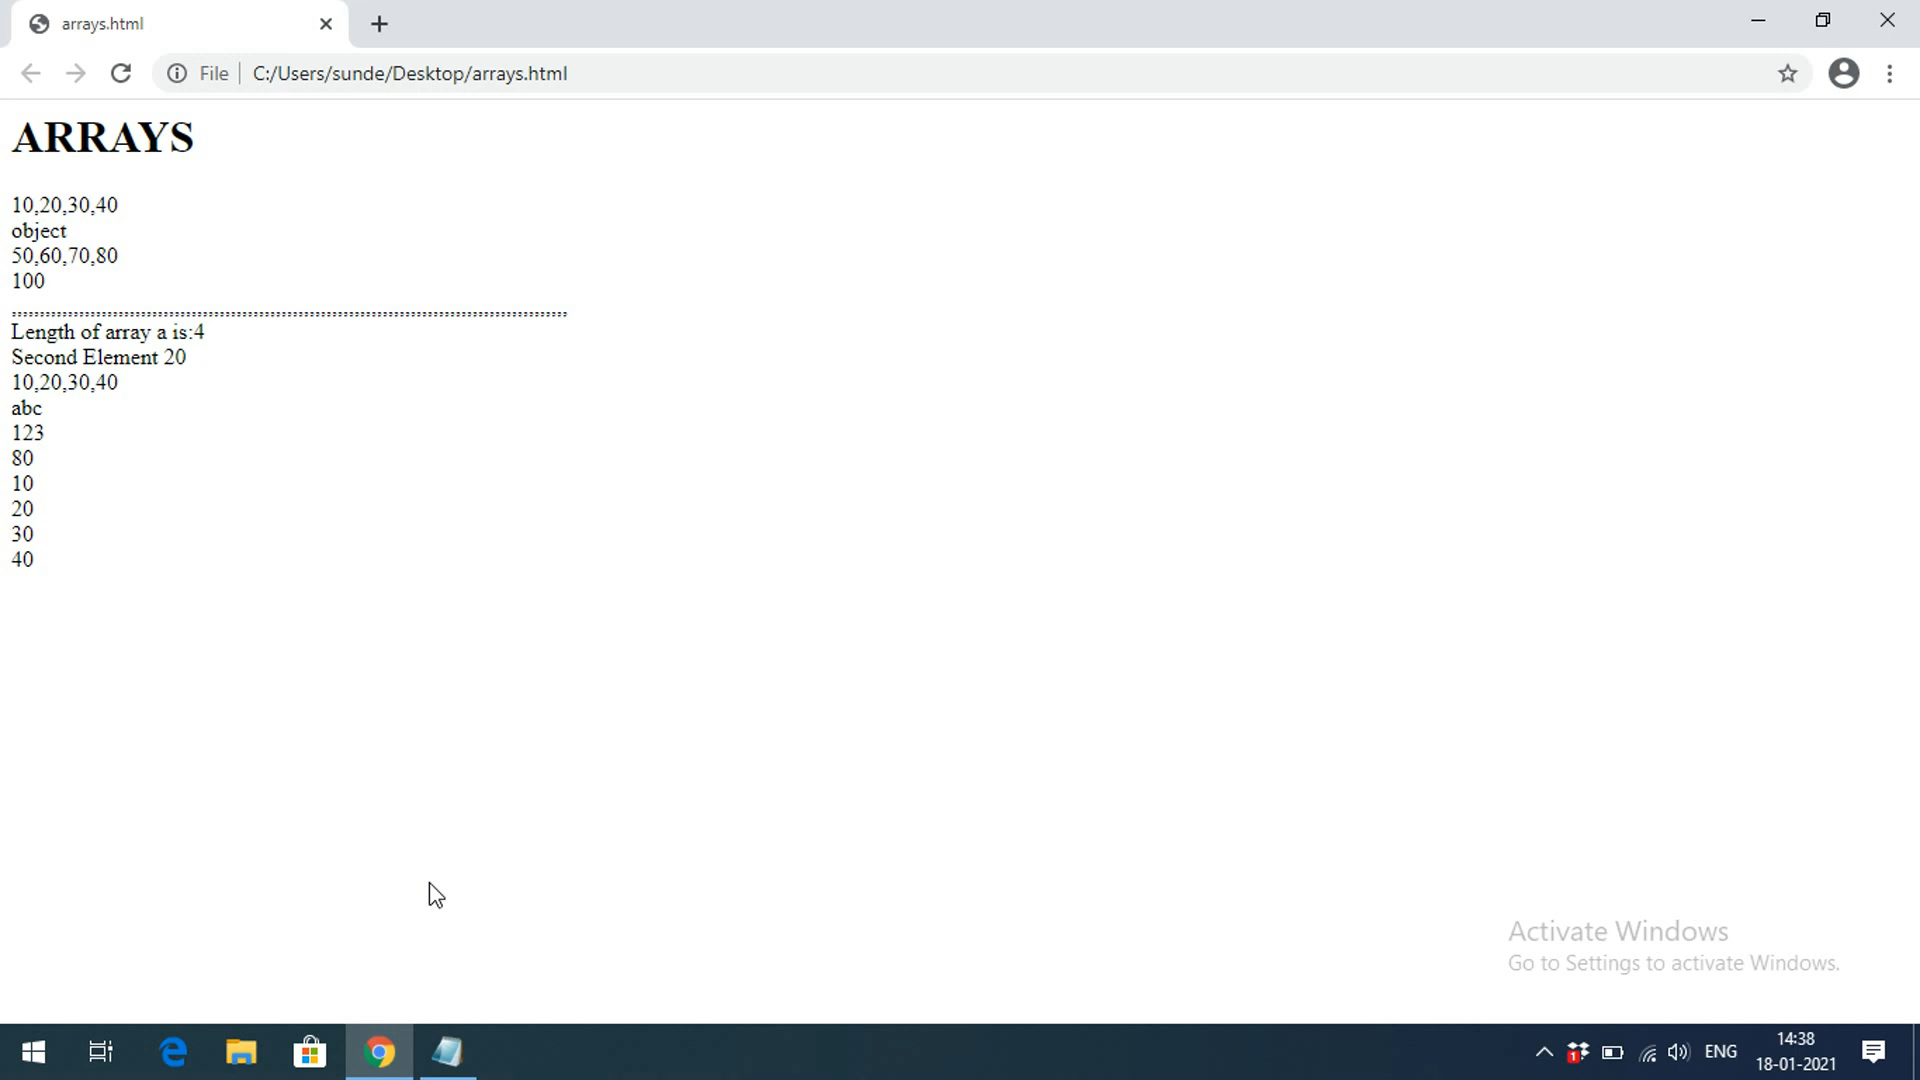 arrays.html
File
C:/Users/sunde/Desktop/arrays.html
ARRAYS
10,20,30,40
object
50,60,70,80
100
Length of array a is:4
Second Element 20
10,20,30,40
abc
123
80
10
20
30
40
Activate Windows
Go to Settings to activate Windows.
1
ENG
14:38
18-01-2021